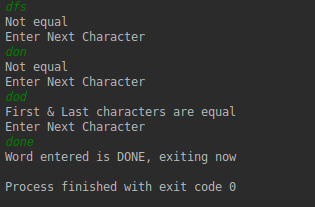 dfs
Not equal
Enter Next Character
don
Not equal
Enter Next Character
dod
First & Last characters are equal
Enter Next Character
done
Word entered is DONE, exiting now
Process finished with exit code 0